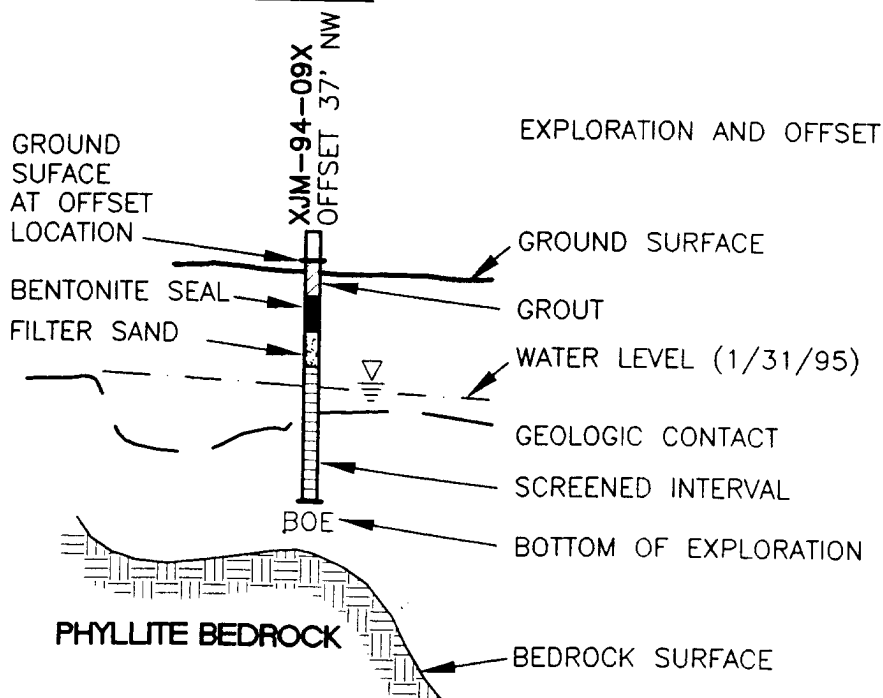 XJM-94-09X
OFFSET 37' NW
EXPLORATION AND OFFSET
GROUND
SUFACE
AT OFFSET
LOCATION
GROUND SURFACE
BENTONITE SEAL
GROUT
FILTER SAND
WATER LEVEL (1/31/95)
GEOLOGIC CONTACT
SCREENED INTERVAL
BOE
BOTTOM OF EXPLORATION
PHYLLITE BEDROCK
BEDROCK SURFACE